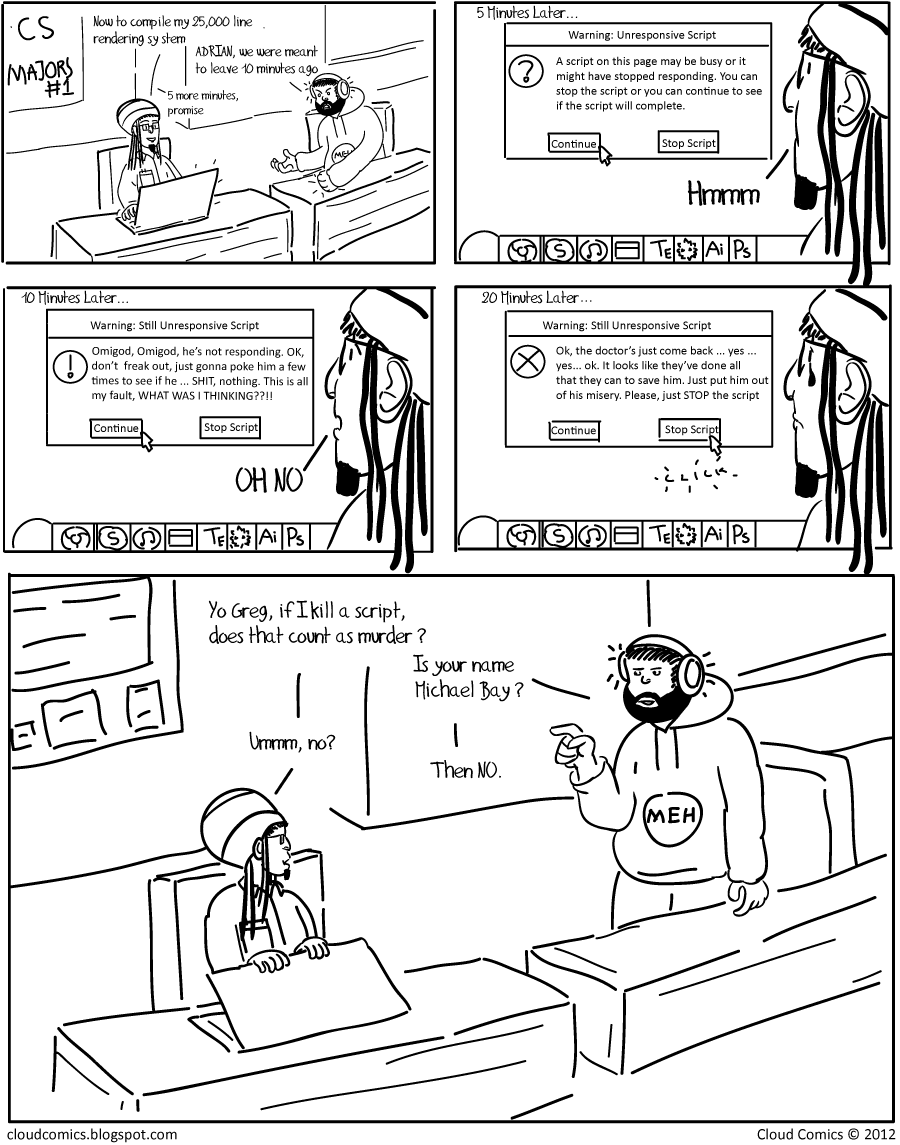 CS
MAJORS
#1
Now to compile my 25,000 line
rendering system
ADRIAN, we were meant
to leave 10 minutes ago
5 more minutes,
promise
MEH
5 Minutes Later...
Warning: Unresponsive Script
?
A script on this page may be busy or it
might have stopped responding. You can
stop the script or you can continue to see
if the script will complete.
Continue
Stop Script
Hmmm
S
TE
Ai
Ps
10 Minutes Later...
Warning: Still Unresponsive Script
!
Omigod, Omigod, he's not responding. OK,
don't freak out, just gonna poke him a few
times to see if he ... SHIT, nothing. This is all
my fault, WHAT WAS I THINKING??!!
Continue
Stop Script
OH NO
S
TE
Ai
Ps
20 Minutes Later...
Warning: Still Unresponsive Script
Ok, the doctor's just come back ... yes ...
yes... ok. It looks like they've done all
that they can to save him. Just put him out
of his misery. Please, just STOP the script
Continue
Stop Script
CLICK
S
TE
Ai
Ps
Yo Greg, if I kill a script,
does that count as murder ?
Is your name
Michael Bay ?
Ummm, no?
Then NO.
MEH
cloudcomics.blogspot.com
Cloud Comics © 2012